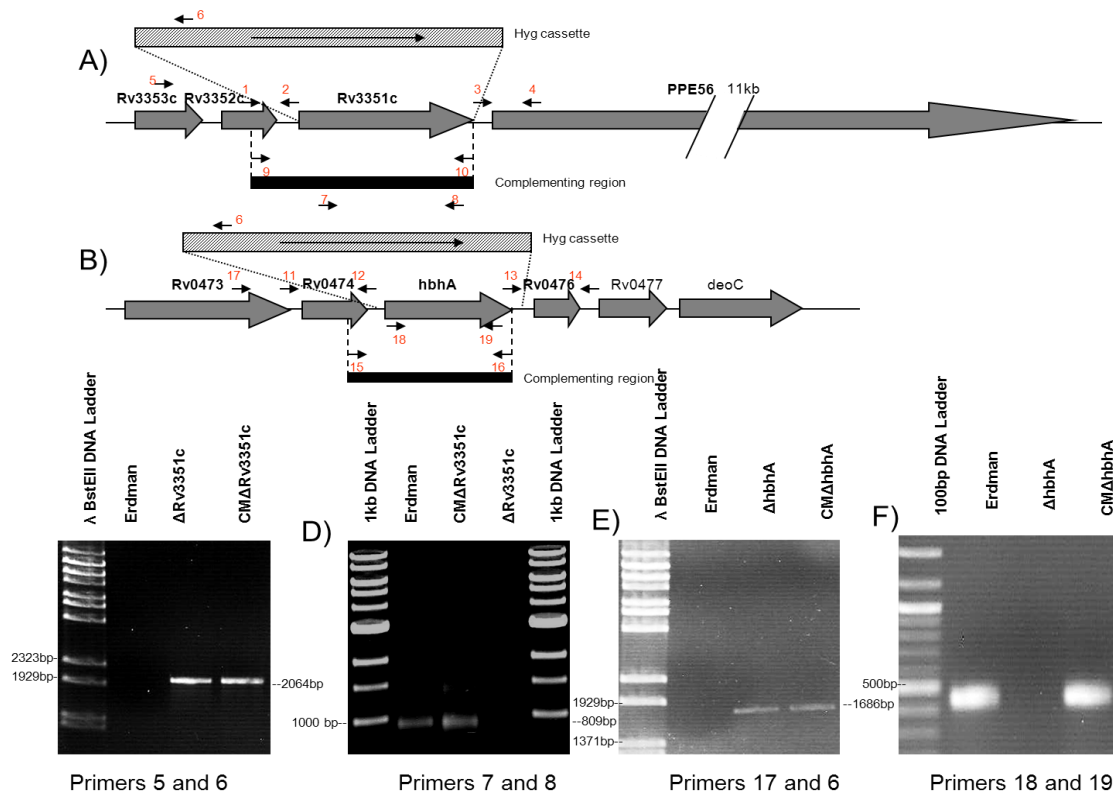 6
Hyg cassette
A)
5 1 2 3 4
Rv3353c Rv3352c Rv3351c PPE56 11kb
9 10
Complementing region
7 8
6
Hyg cassette
B)
17 11 12 13 14
Rv0473 Rv0474 hbhA Rv0476 Rv0477 deoC
18 19
15 16
Complementing region
λ BstEII DNA Ladder
Erdman
ΔRv3351c
CMΔRv3351c
2323bp-
1929bp-
--2064bp
Primers 5 and 6
D)
1kb DNA Ladder
Erdman
CMΔRv3351c
ΔRv3351c
1kb DNA Ladder
1000 bp--
--809bp
Primers 7 and 8
E)
λ BstEII DNA Ladder
Erdman
ΔhbhA
CMΔhbhA
1929bp--
1371bp--
--1686bp
Primers 17 and 6
F)
100bp DNA Ladder
Erdman
ΔhbhA
CMΔhbhA
500bp--
Primers 18 and 19